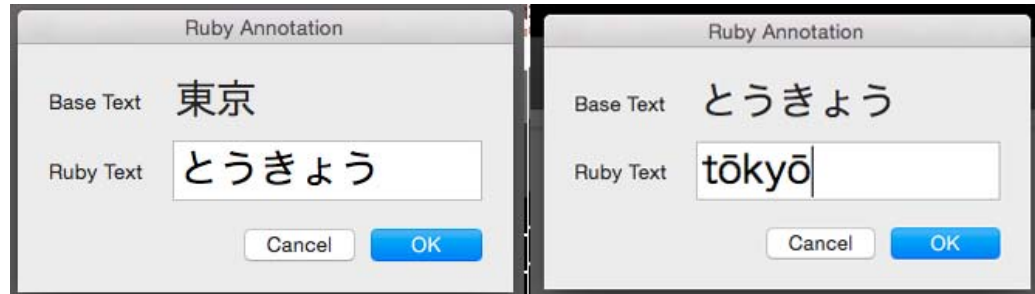 Ruby Annotation
Base Text 東京
Ruby Text とうきょう
Cancel OK
Ruby Annotation
Base Text とうきょう
Ruby Text tōkyō
Cancel OK